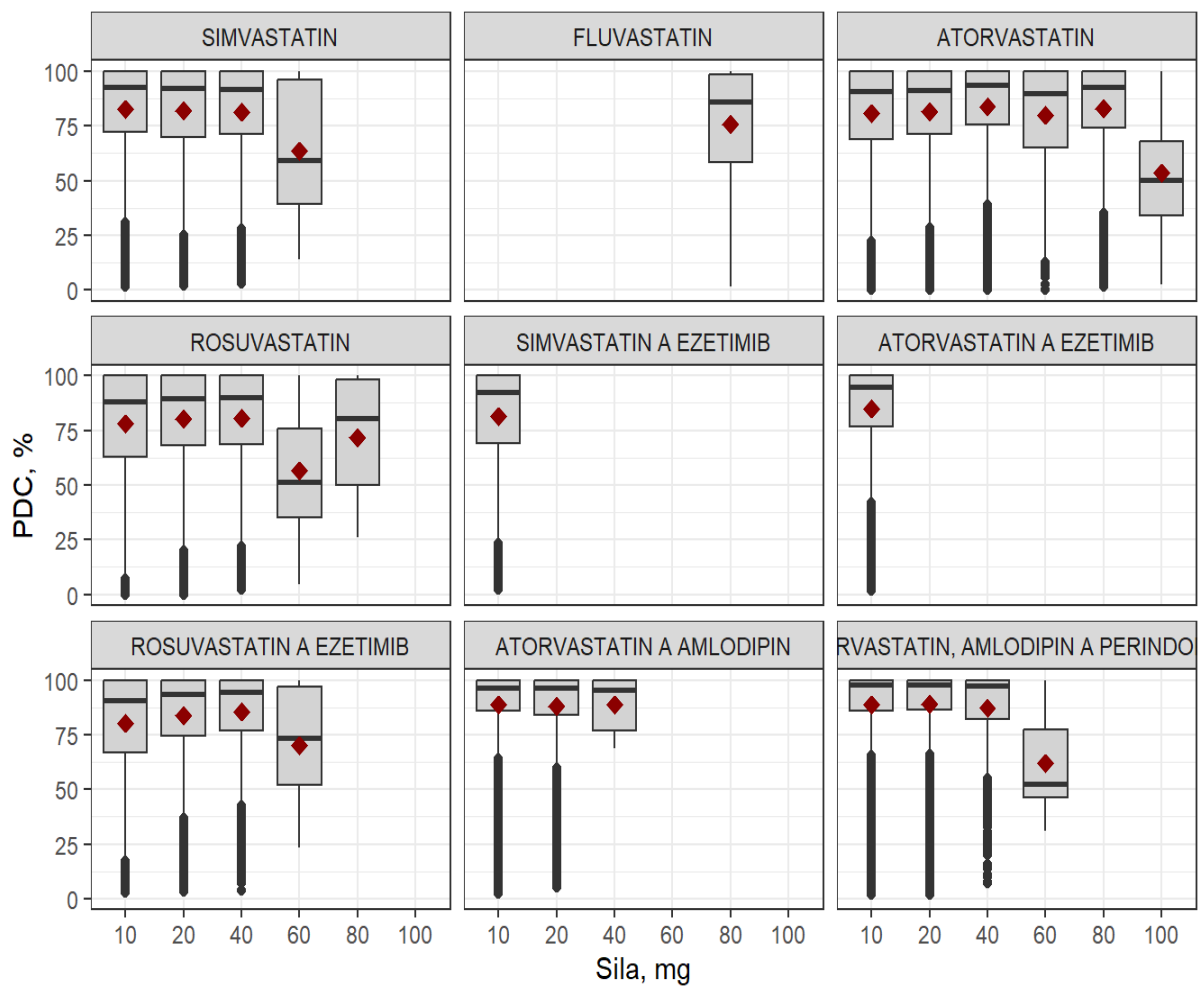 SIMVASTATIN FLUVASTATIN ATORVASTATIN
100
75
50
25
0
ROSUVASTATIN SIMVASTATIN A EZETIMIB ATORVASTATIN A EZETIMIB
100
75
50
25
0
PDC, %
ROSUVASTATIN A EZETIMIB ATORVASTATIN A AMLODIPIN RVASTATIN, AMLODIPIN A PERINDO
100
75
50
25
0
10 20 40 60 80 100 10 20 40 60 80 100 10 20 40 60 80 100
Sila, mg